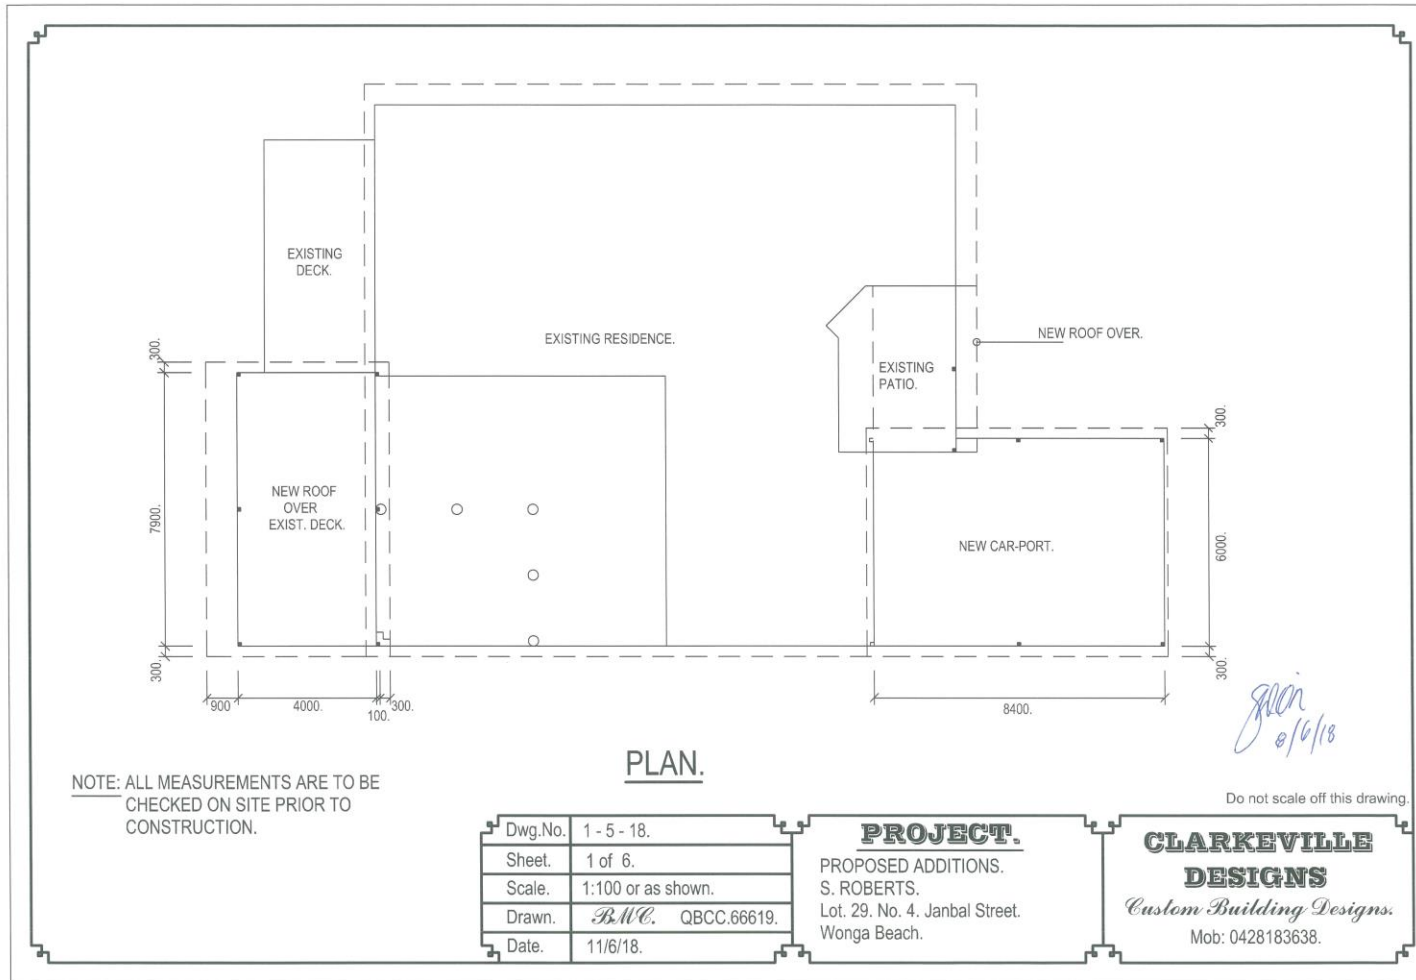 EXISTING
DECK.
EXISTING RESIDENCE.
NEW ROOF OVER.
EXISTING
PATIO.
300.
7900.
300.
NEW ROOF
OVER
EXIST. DECK.
NEW CAR-PORT.
300.
6000.
300.
900
4000.
100.
300.
8400.
8/6/18
PLAN.
NOTE: ALL MEASUREMENTS ARE TO BE
CHECKED ON SITE PRIOR TO
CONSTRUCTION.
Do not scale off this drawing.
Dwg.No. 1 - 5 - 18.
Sheet. 1 of 6.
Scale. 1:100 or as shown.
Drawn. BMC. QBCC.66619.
Date. 11/6/18.
PROJECT.
PROPOSED ADDITIONS.
S. ROBERTS.
Lot. 29. No. 4. Janbal Street.
Wonga Beach.
CLARKEVILLE
DESIGNS
Custom Building Designs.
Mob: 0428183638.